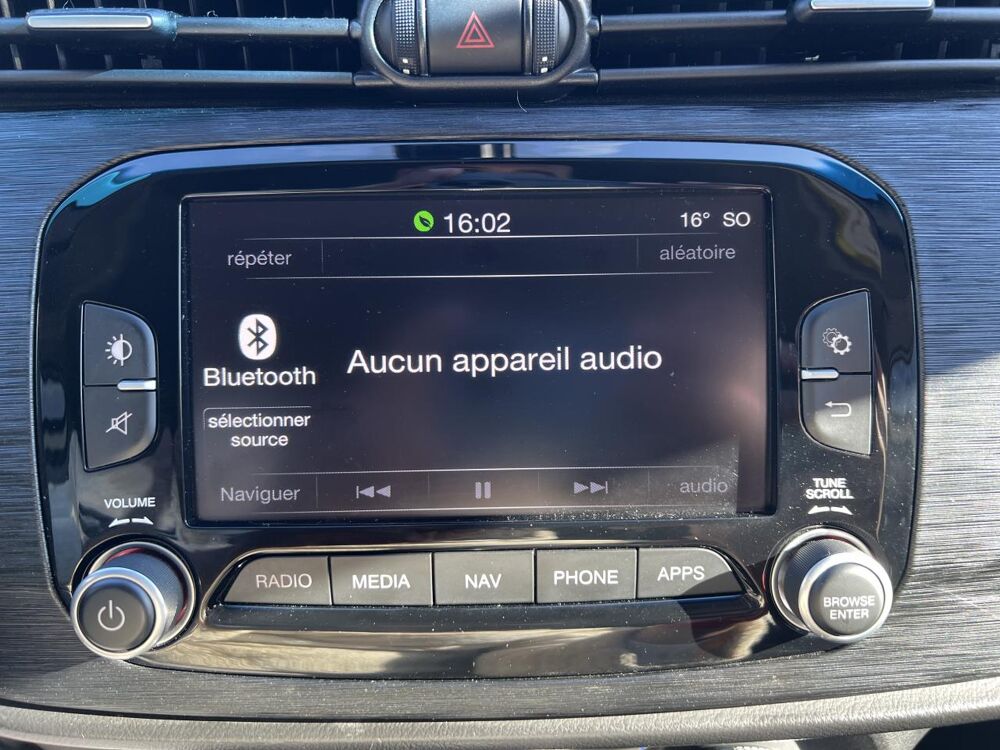 16:02
16° SO
répéter
aléatoire
Bluetooth
Aucun appareil audio
sélectionner
source
Naviguer
audio
VOLUME
TUNE
SCROLL
RADIO
MEDIA
NAV
PHONE
APPS
BROWSE
ENTER